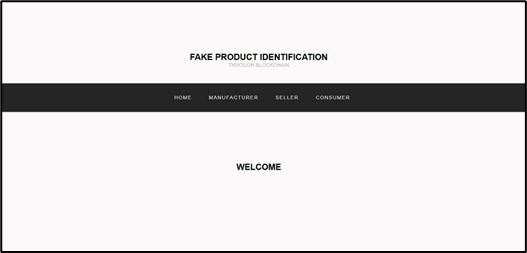 FAKE PRODUCT IDENTIFICATION
THROUGH BLOCKCHAIN
HOME MANUFACTURER SELLER CONSUMER
WELCOME